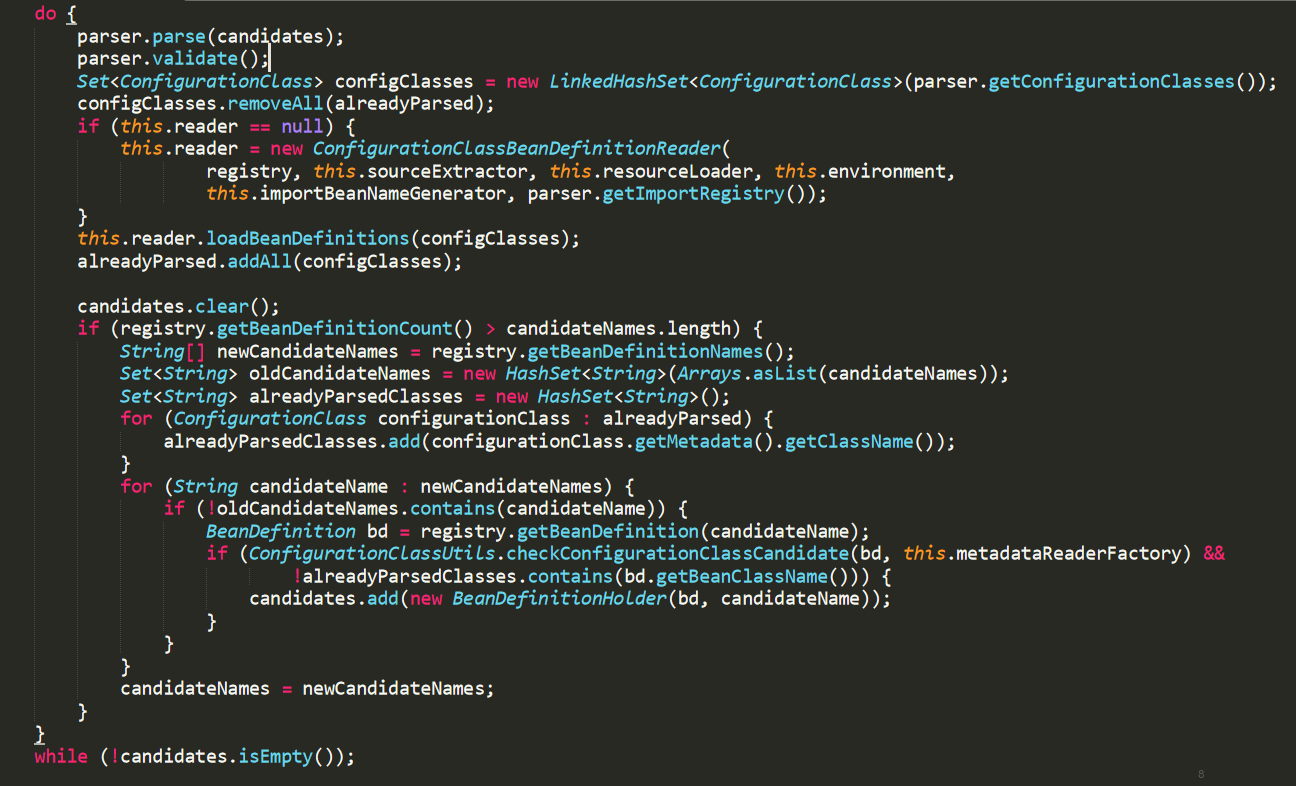 do {
    parser.parse(candidates);
    parser.validate();
    Set<ConfigurationClass> configClasses = new LinkedHashSet<ConfigurationClass>(parser.getConfigurationClasses());
    configClasses.removeAll(alreadyParsed);
    if (this.reader == null) {
        this.reader = new ConfigurationClassBeanDefinitionReader(
                registry, this.sourceExtractor, this.resourceLoader, this.environment,
                this.importBeanNameGenerator, parser.getImportRegistry());
    }
    this.reader.loadBeanDefinitions(configClasses);
    alreadyParsed.addAll(configClasses);

    candidates.clear();
    if (registry.getBeanDefinitionCount() > candidateNames.length) {
        String[] newCandidateNames = registry.getBeanDefinitionNames();
        Set<String> oldCandidateNames = new HashSet<String>(Arrays.asList(candidateNames));
        Set<String> alreadyParsedClasses = new HashSet<String>();
        for (ConfigurationClass configurationClass : alreadyParsed) {
            alreadyParsedClasses.add(configurationClass.getMetadata().getClassName());
        }
        for (String candidateName : newCandidateNames) {
            if (!oldCandidateNames.contains(candidateName)) {
                BeanDefinition bd = registry.getBeanDefinition(candidateName);
                if (ConfigurationClassUtils.checkConfigurationClassCandidate(bd, this.metadataReaderFactory) &&
                        !alreadyParsedClasses.contains(bd.getBeanClassName())) {
                    candidates.add(new BeanDefinitionHolder(bd, candidateName));
                }
            }
        }
        candidateNames = newCandidateNames;
    }
}
while (!candidates.isEmpty());
8